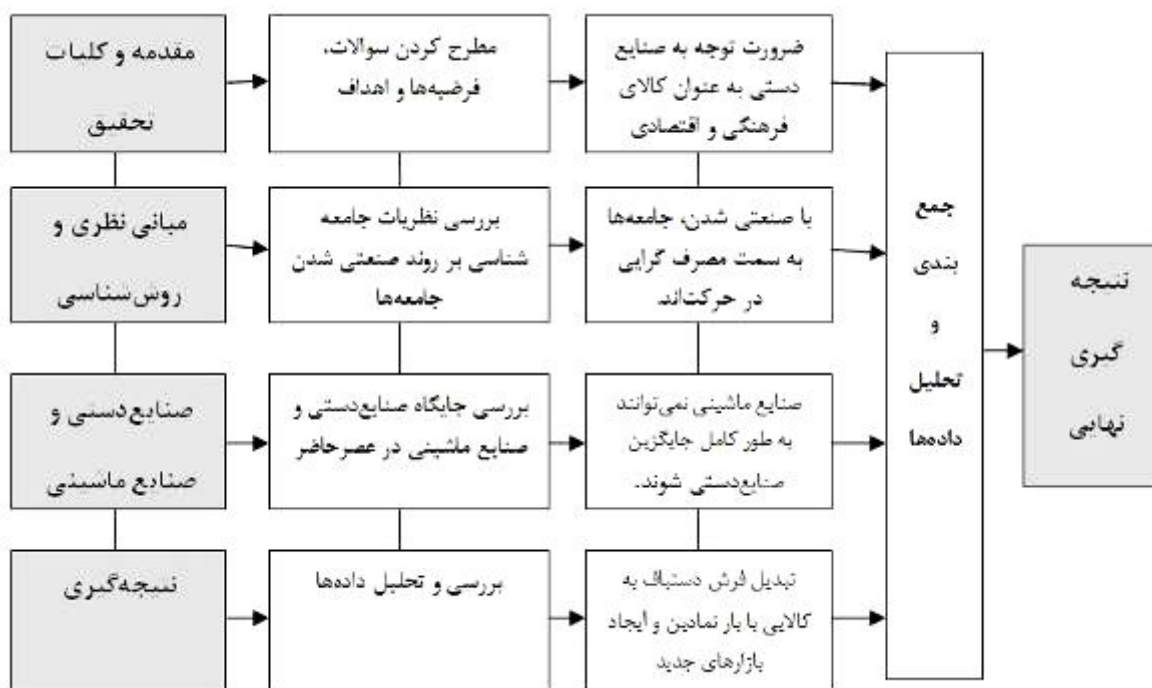 مقدمه و کلیات
تحقیق
مطرح کردن سوالات،
فرضیه‌ها و اهداف
ضرورت توجه به صنایع
دستی به عنوان کالای
فرهنگی و اقتصادی
مبانی نظری و
روش‌شناسی
بررسی نظریات جامعه
شناسی بر روند صنعتی شدن
جامعه‌ها
با صنعتی شدن، جامعه‌ها
به سمت مصرف گرایی
در حرکت‌اند.
صنایع‌دستی و
صنایع ماشینی
بررسی جایگاه صنایع‌دستی و
صنایع ماشینی در عصرحاضر
صنایع ماشینی نمی‌توانند
به طور کامل جایگزین
صنایع‌دستی شوند.
نتیجه‌گیری
بررسی و تحلیل داده‌ها
تبدیل فرش دستباف به
کالایی با بار نمادین و ایجاد
بازارهای جدید
جمع
بندی
و
تحلیل
داده‌ها
نتیجه
گیری
نهایی